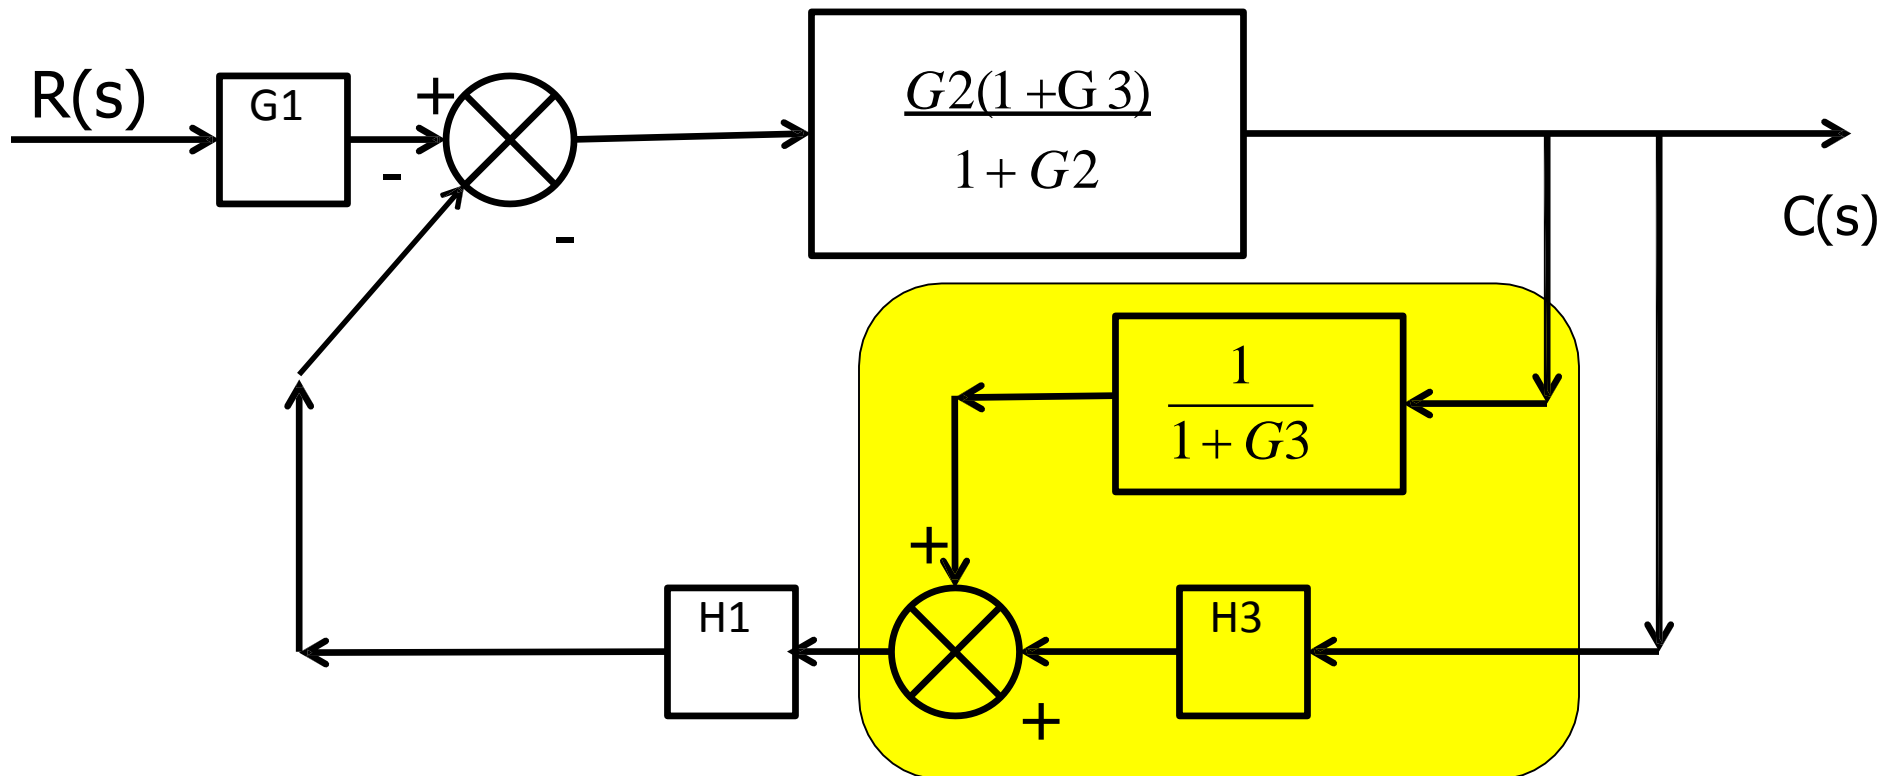 R(s)
G1
+
-
-
G2(1 +G 3)
1 + G2
C(s)
1
1 + G3
+
H1
H3
+